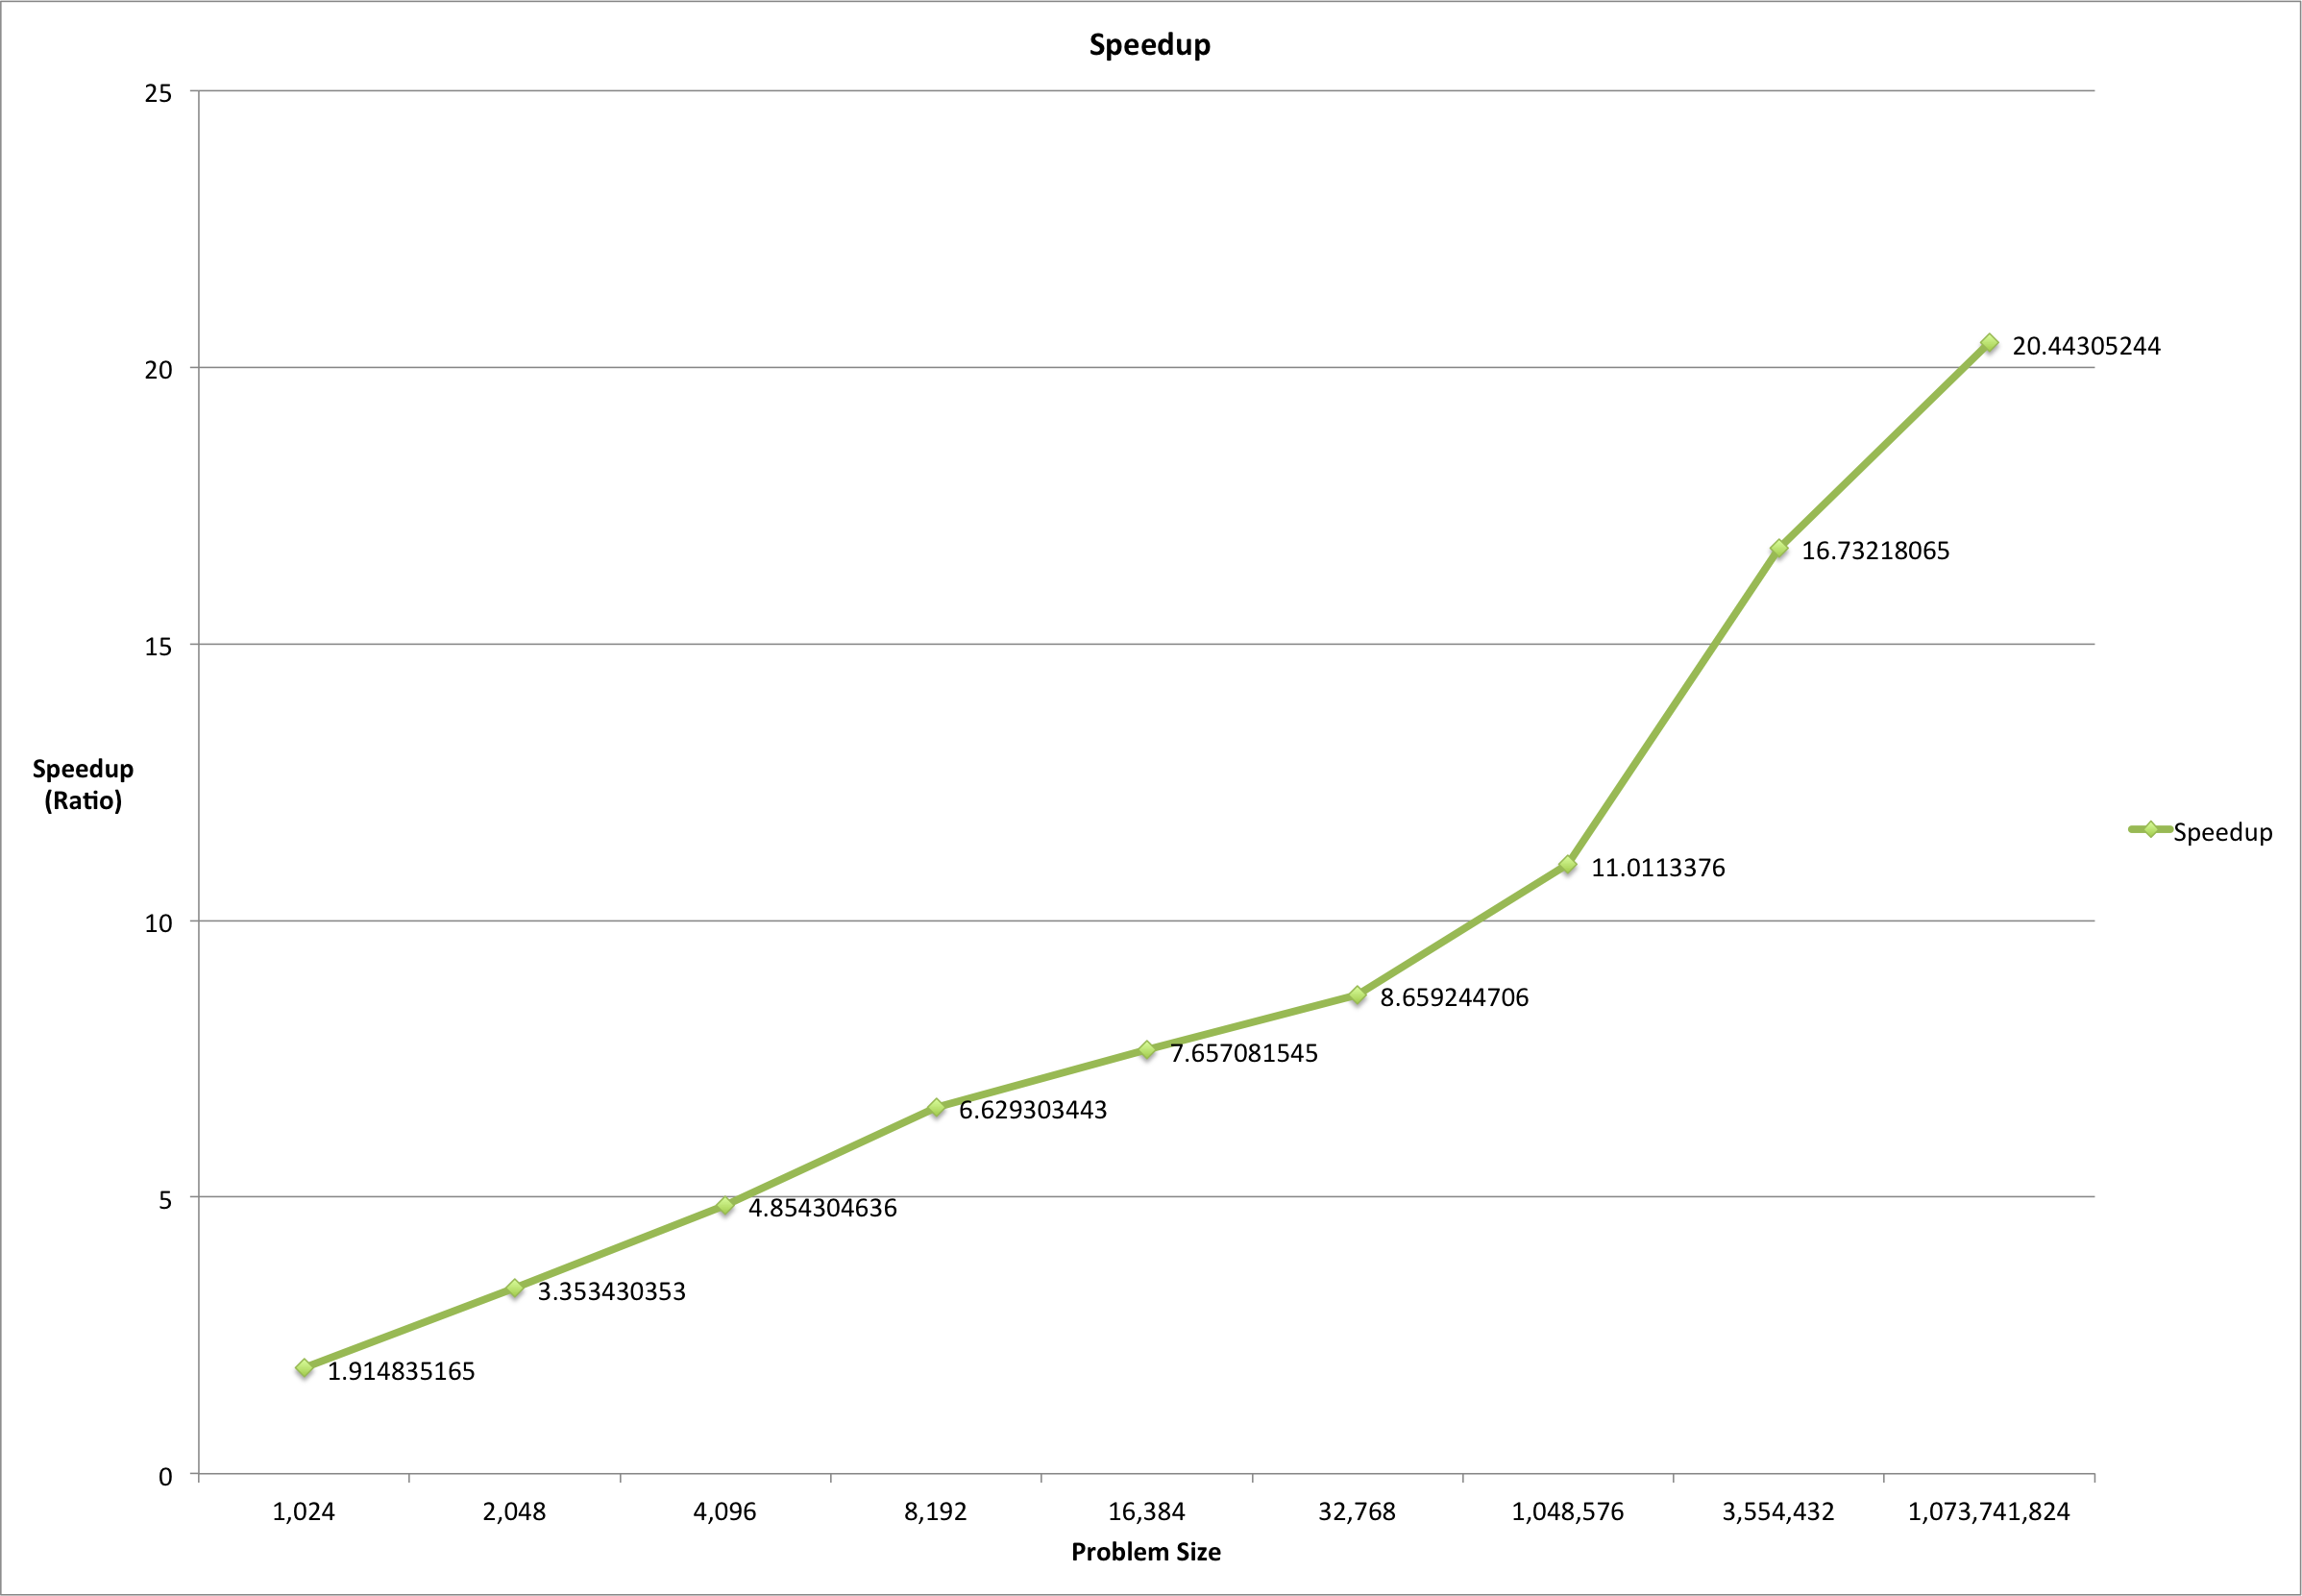 Speedup
25
20
15
10
5
0
Speedup
(Ratio)
20.44305244
16.73218065
11.0113376
8.659244706
7.657081545
6.629303443
4.854304636
3.353430353
1.914835165
Speedup
1,024 2,048 4,096 8,192 16,384 32,768 1,048,576 3,554,432 1,073,741,824
Problem Size